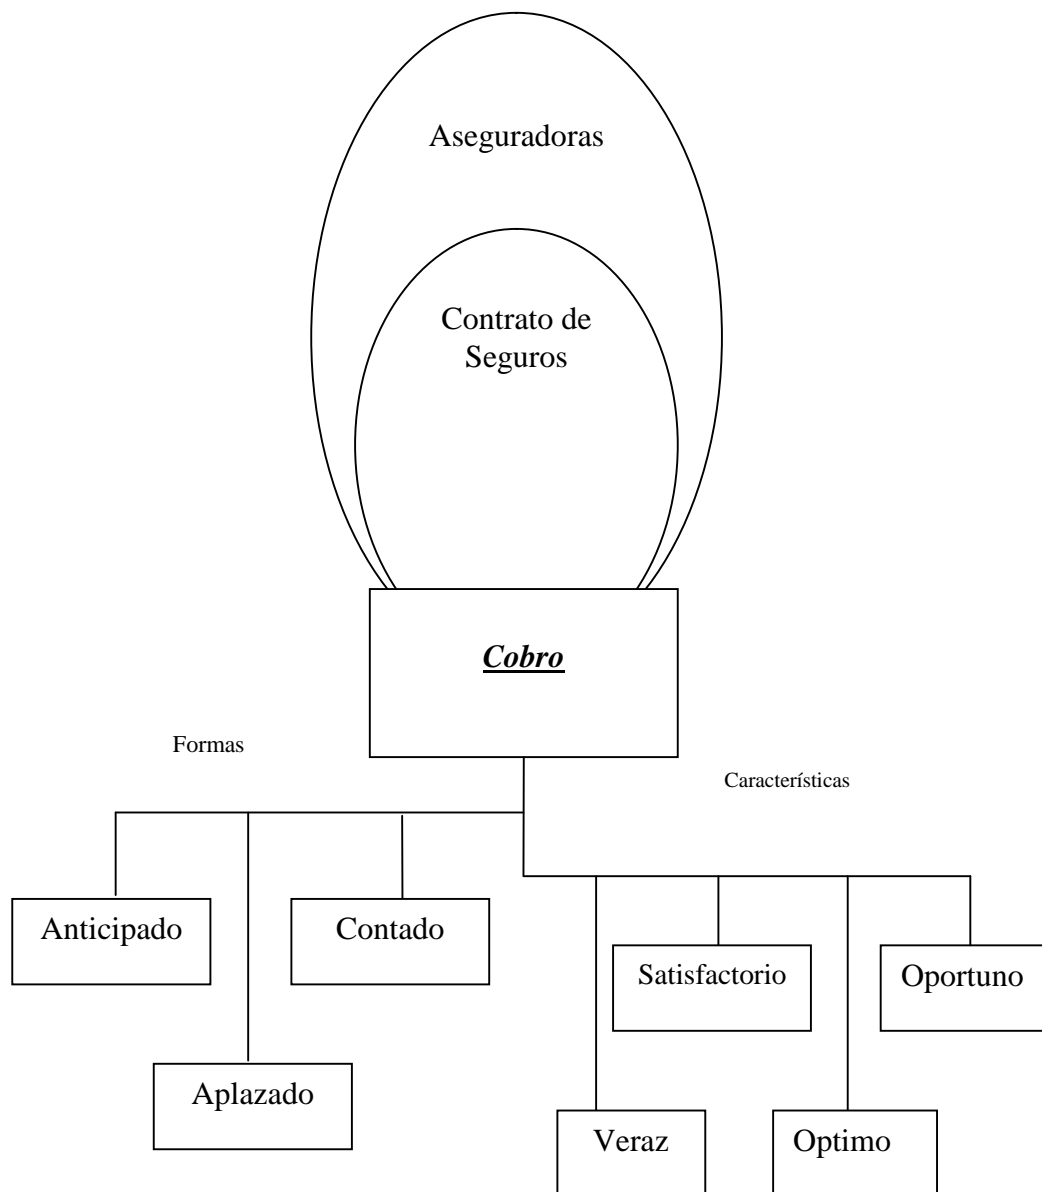 Aseguradoras
Contrato de
Seguros
Cobro
Formas
Características
Anticipado
Contado
Satisfactorio
Oportuno
Aplazado
Veraz
Optimo